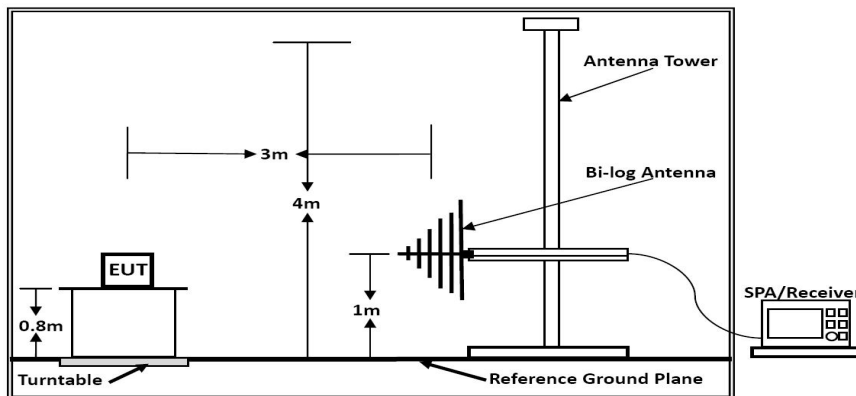 Antenna Tower
3m
Bi-log Antenna
4m
EUT
1m
SPA/Receiver
0.8m
Turntable
Reference Ground Plane